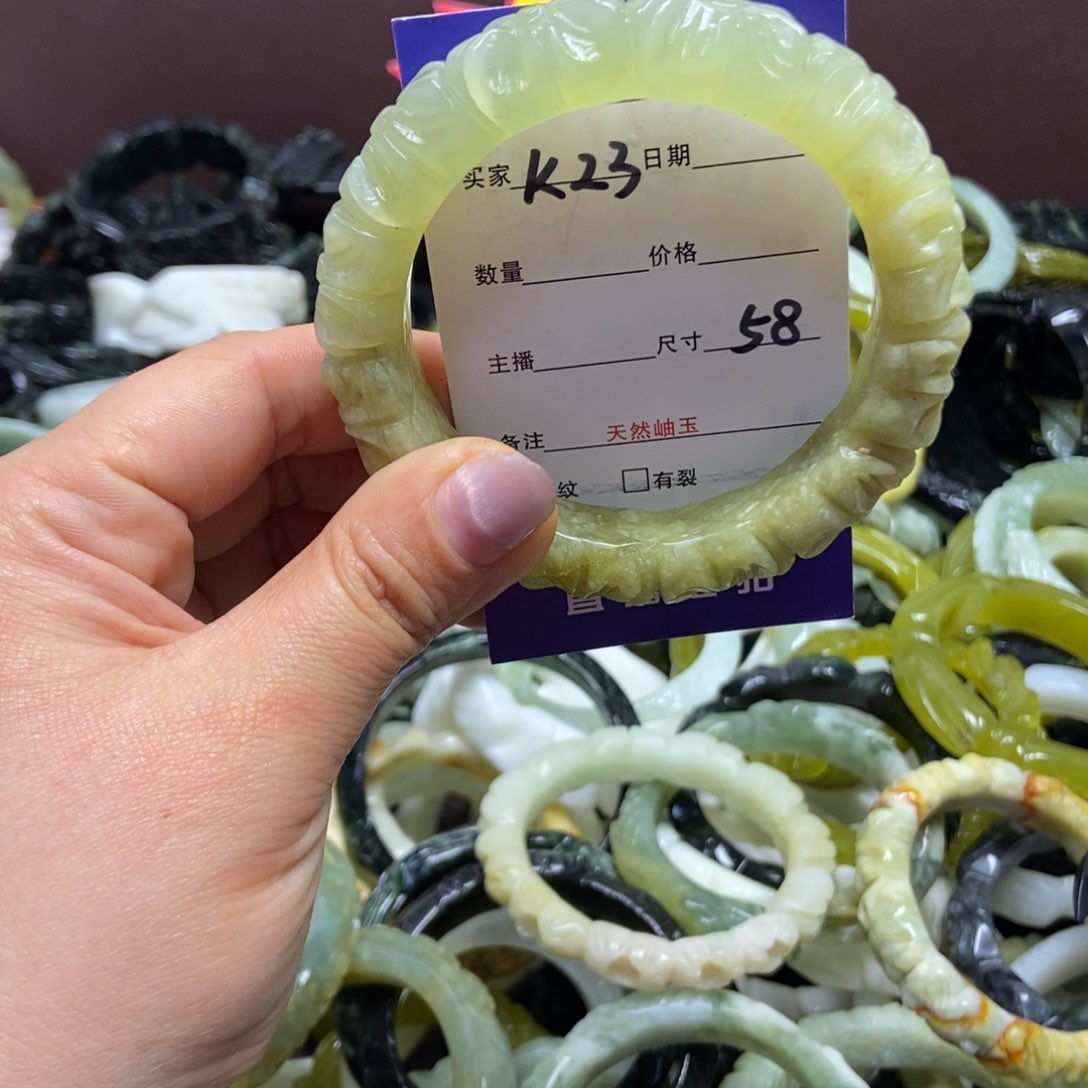 买家 K23 日期
数量 价格
主播 尺寸 58
备注 天然岫玉
纹 □有裂